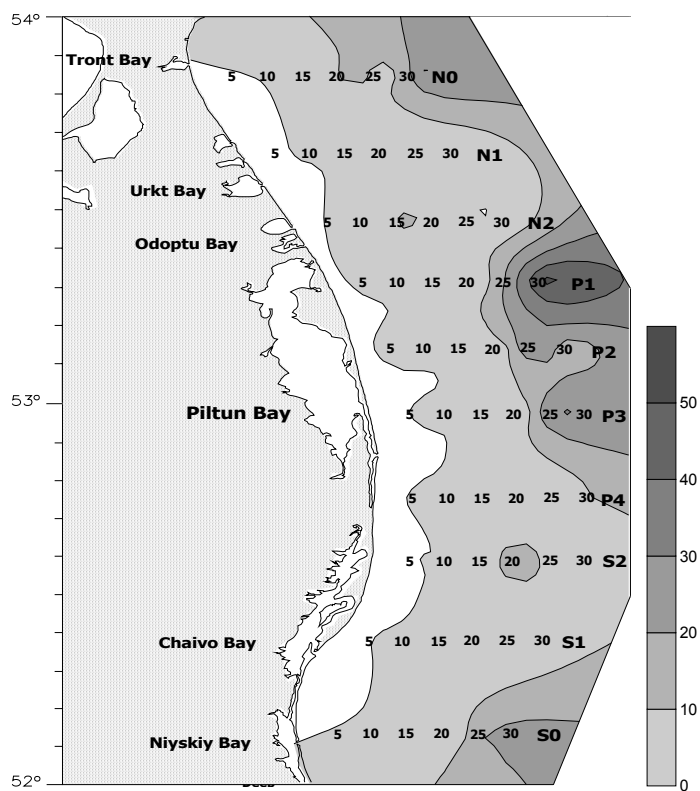 54°
Tront Bay
5 10 15 20 25 30 N0
5 10 15 20 25 30 N1
Urkt Bay
5 10 15 20 25 30 N2
Odoptu Bay
5 10 15 20 25 30 P1
5 10 15 20 25 30 P2
53°
Piltun Bay
5 10 15 20 25 30 P3
5 10 15 20 25 30 P4
5 10 15 20 25 30 S2
Chaivo Bay
5 10 15 20 25 30 S1
Niyskiy Bay
5 10 15 20 25 30 S0
52°
50
40
30
20
10
0